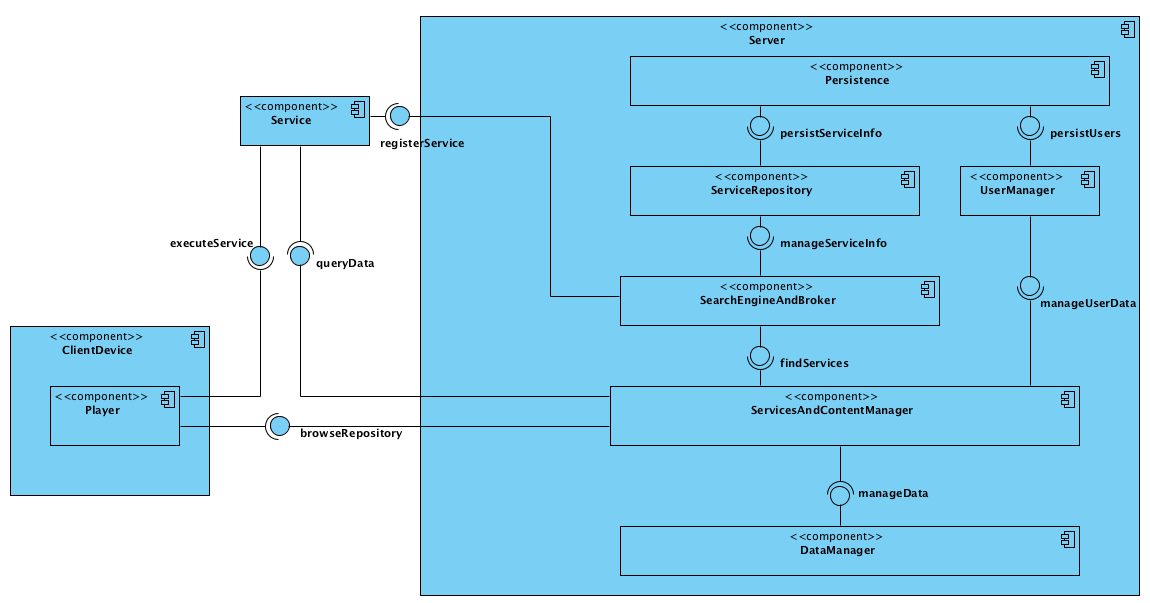 <<component>>
Server
<<component>>
Persistence
<<component>>
Service
registerService
persistServiceInfo
persistUsers
<<component>>
ServiceRepository
<<component>>
UserManager
executeService
queryData
manageServiceInfo
<<component>>
SearchEngineAndBroker
manageUserData
<<component>>
ClientDevice
findServices
<<component>>
Player
<<component>>
ServicesAndContentManager
browseRepository
manageData
<<component>>
DataManager